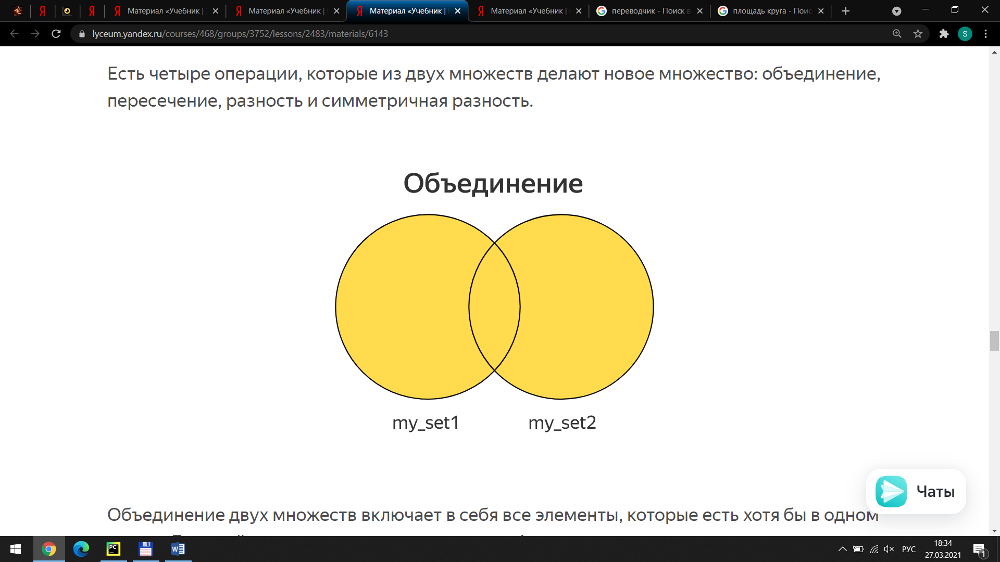 Материал «Учебник |
Материал «Учебник |
Материал «Учебник |
Материал «Учебник |
переводчик - Поиск в
площадь круга - Поис
lyceum.yandex.ru/courses/468/groups/3752/lessons/2483/materials/6143
S
Есть четыре операции, которые из двух множеств делают новое множество: объединение,
пересечение, разность и симметричная разность.
Объединение
my_set1
my_set2
Чаты
Объединение двух множеств включает в себя все элементы, которые есть хотя бы в одном
PC
W
РУС
18:34
27.03.2021
1